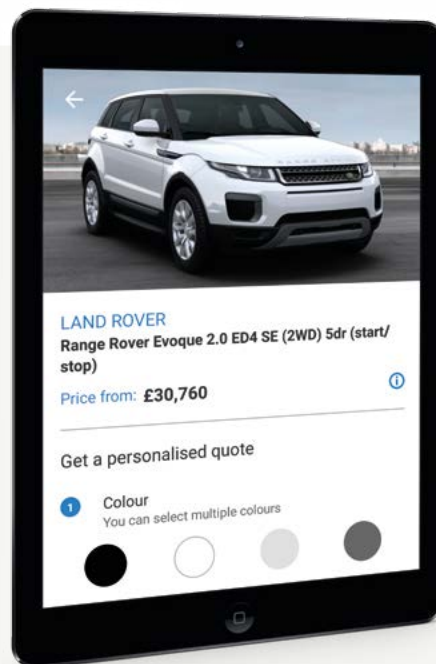 LAND ROVER
Range Rover Evoque 2.0 ED4 SE (2WD) 5dr (start/
stop)
Price from: £30,760
Get a personalised quote
1
Colour
You can select multiple colours